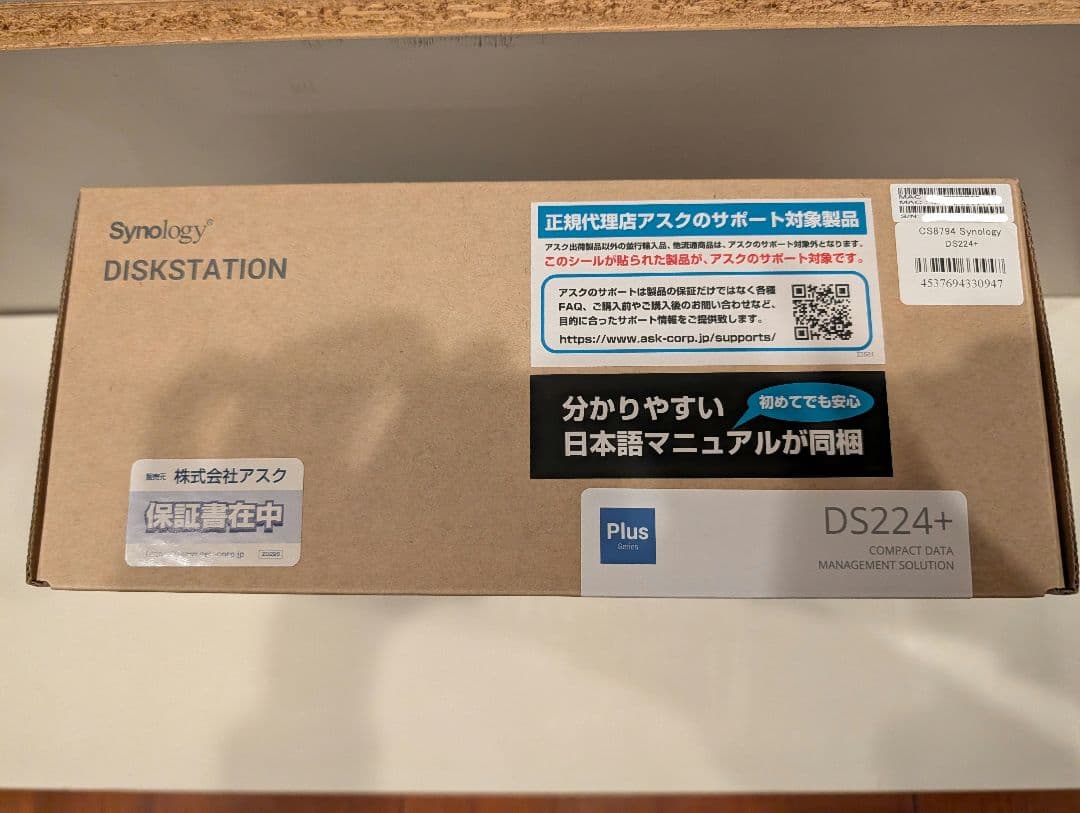 Synology®
DISKSTATION
正規代理店アスクのサポート対象製品
アスク出荷製品以外の並行輸入品、他流通商品は、アスクのサポート対象外となります。
このシールが貼られた製品が、アスクのサポート対象です。
アスクのサポートは製品の保証だけではなく各種
FAQ、ご購入前やご購入後のお問い合わせなど、
目的に合ったサポート情報をご提供致します。
https://www.ask-corp.jp/supports/
MAC
MAC
S/N
CS8794 Synology
DS224+
4537694330947
分かりやすい
初めてでも安心
日本語マニュアルが同梱
販売元 株式会社アスク
保証書在中
Plus
Series
DS224+
COMPACT DATA
MANAGEMENT SOLUTION